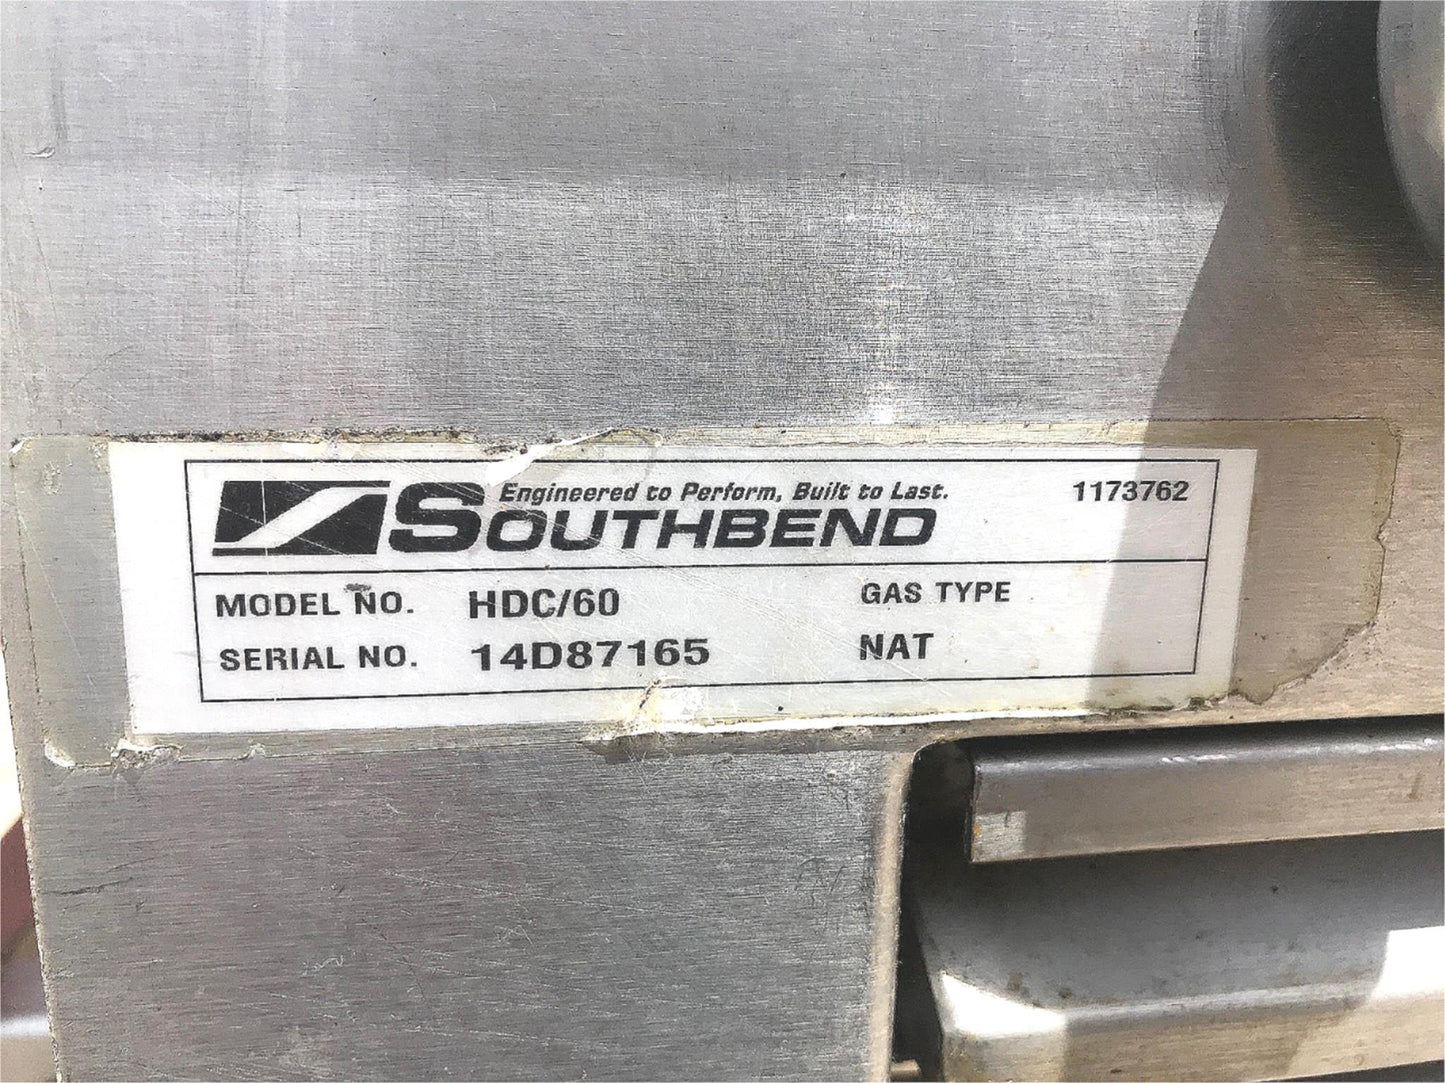 Engineered to Perform, Built to Last. 1173762
SOUTHBEND
MODEL NO. HDC/60 GAS TYPE
SERIAL NO. 14D87165 NAT